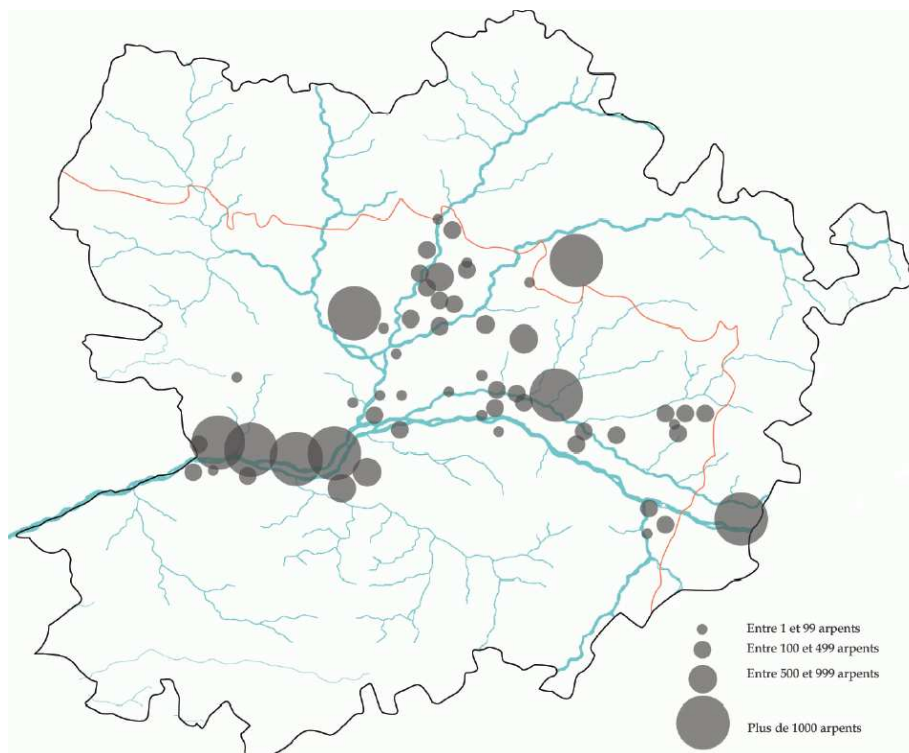 Entre 1 et 99 arpents
Entre 100 et 499 arpents
Entre 500 et 999 arpents
Plus de 1000 arpents